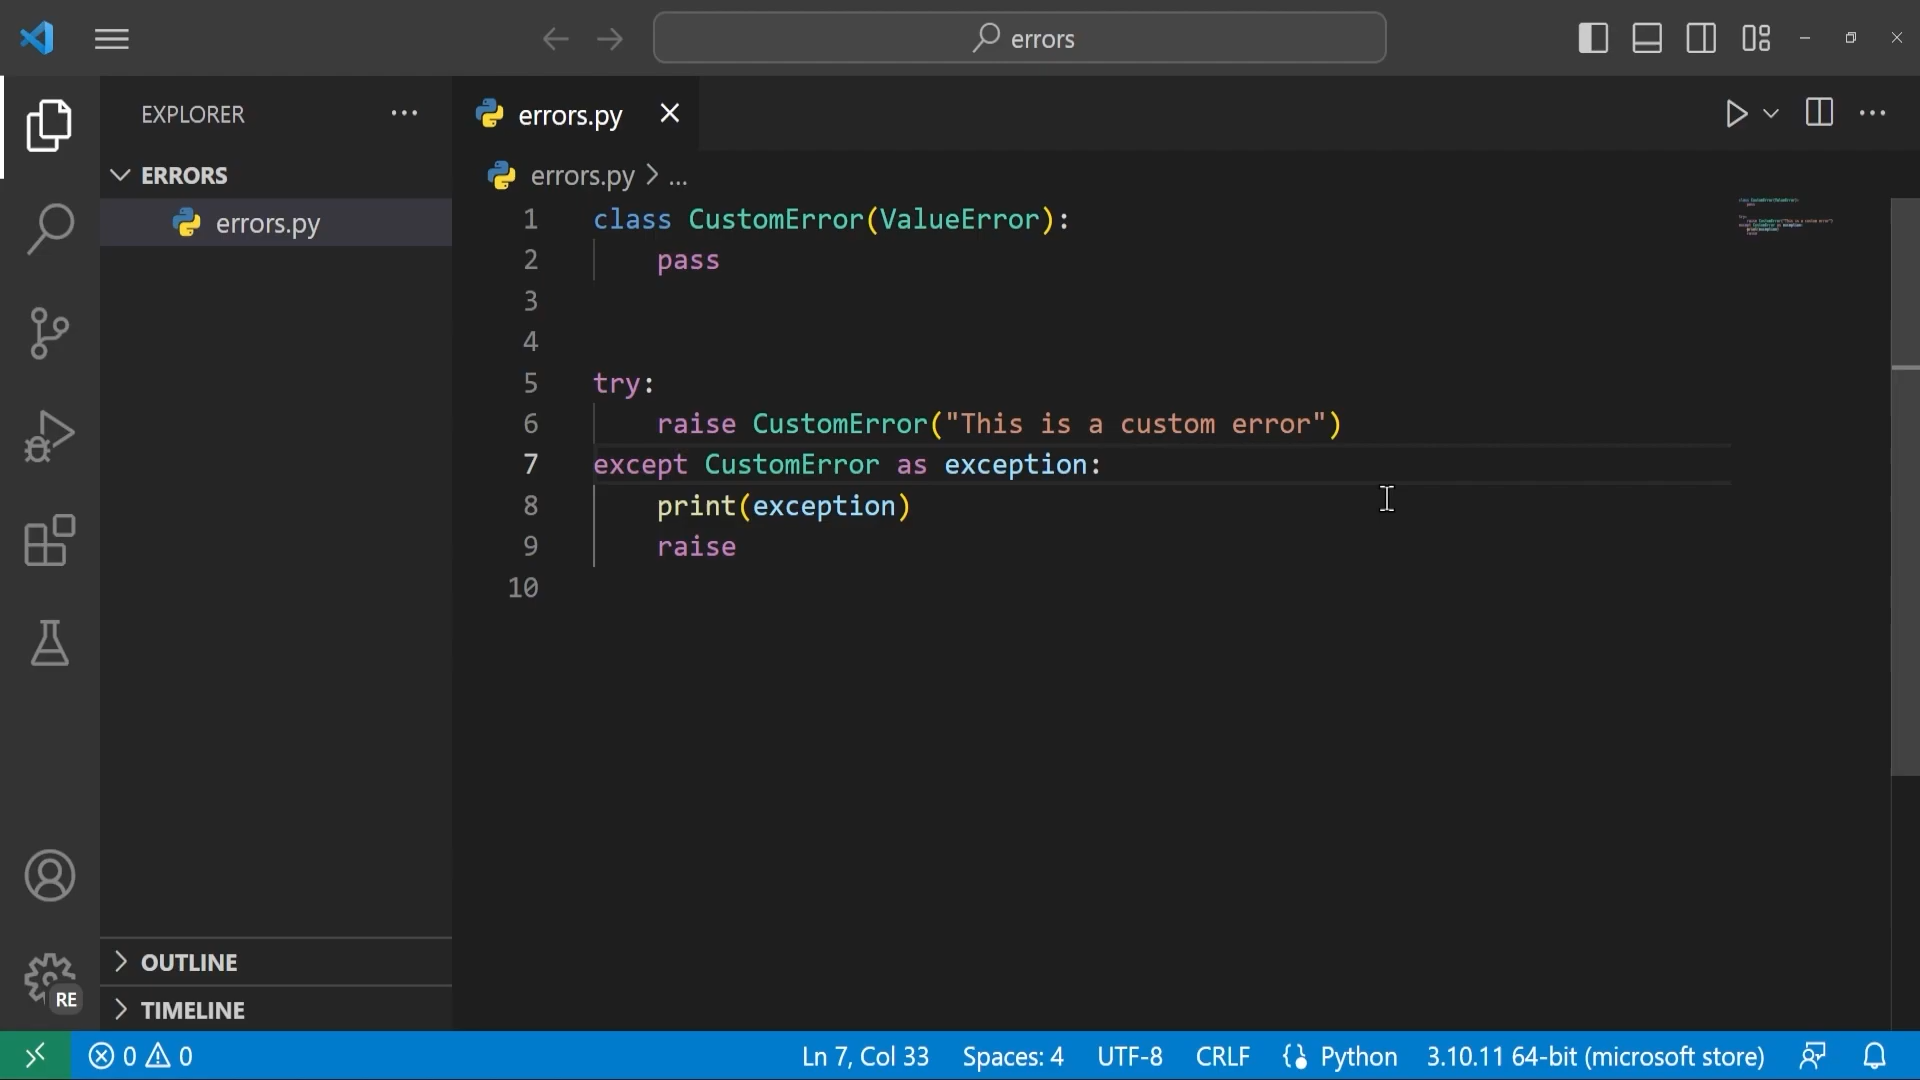 errors
EXPLORER
ERRORS
errors.py
OUTLINE
TIMELINE
RE
errors.py
errors.py > ...
1 class CustomError(ValueError):
2     pass
3
4
5 try:
6     raise CustomError("This is a custom error")
7 except CustomError as exception:
8     print(exception)
9     raise
10
0 0 Ln 7, Col 33 Spaces: 4 UTF-8 CRLF Python 3.10.11 64-bit (microsoft store)